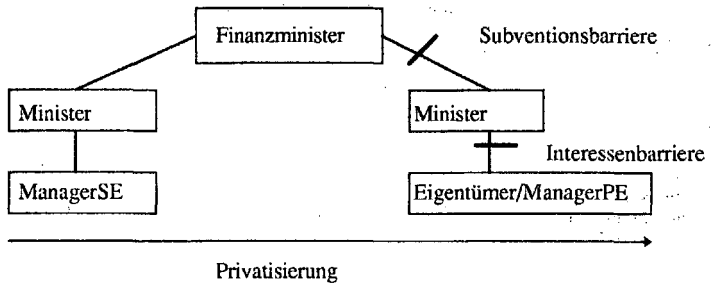 Finanzminister
Subventionsbarriere
Minister
Minister
Interessenbarriere
ManagerSE
Eigentümer/ManagerPE
Privatisierung